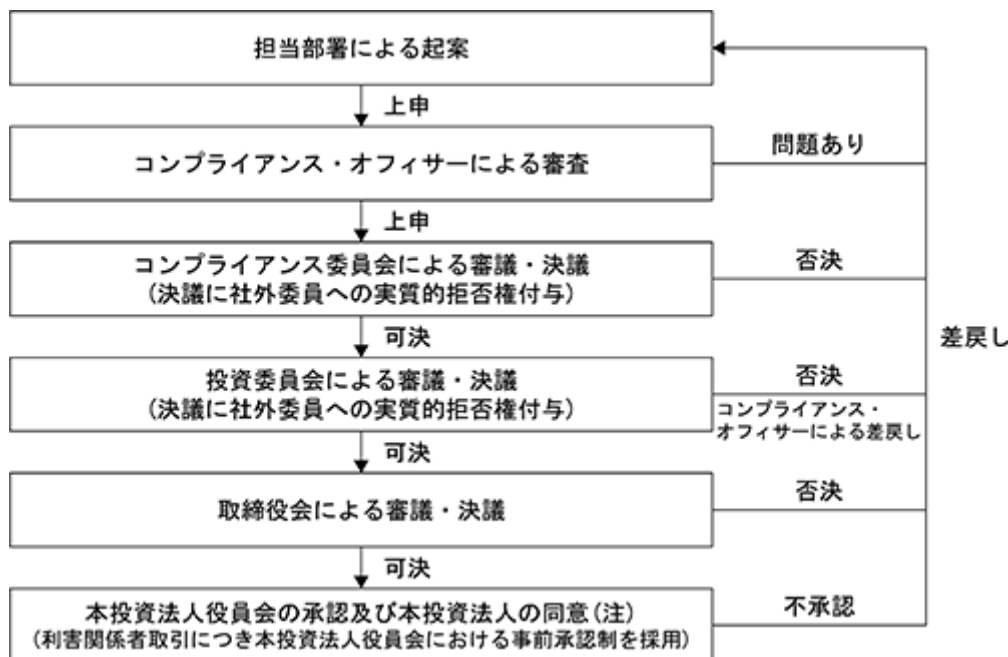 担当部署による起案
上申
コンプライアンス・オフィサーによる審査
問題あり
上申
コンプライアンス委員会による審議・決議
(決議に社外委員への実質的拒否権付与)
否決
可決
差戻し
投資委員会による審議・決議
(決議に社外委員への実質的拒否権付与)
否決
コンプライアンス・
オフィサーによる差戻し
可決
取締役会による審議・決議
否決
可決
本投資法人役員会の承認及び本投資法人の同意(注)
(利害関係者取引につき本投資法人役員会における事前承認制を採用)
不承認